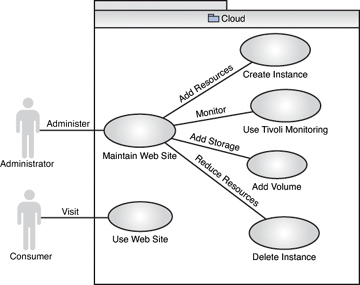 Cloud
Add Resources
Create Instance
Administer
Monitor
Use Tivoli Monitoring
Administrator
Maintain Web Site
Add Storage
Add Volume
Reduce Resources
Visit
Use Web Site
Delete Instance
Consumer